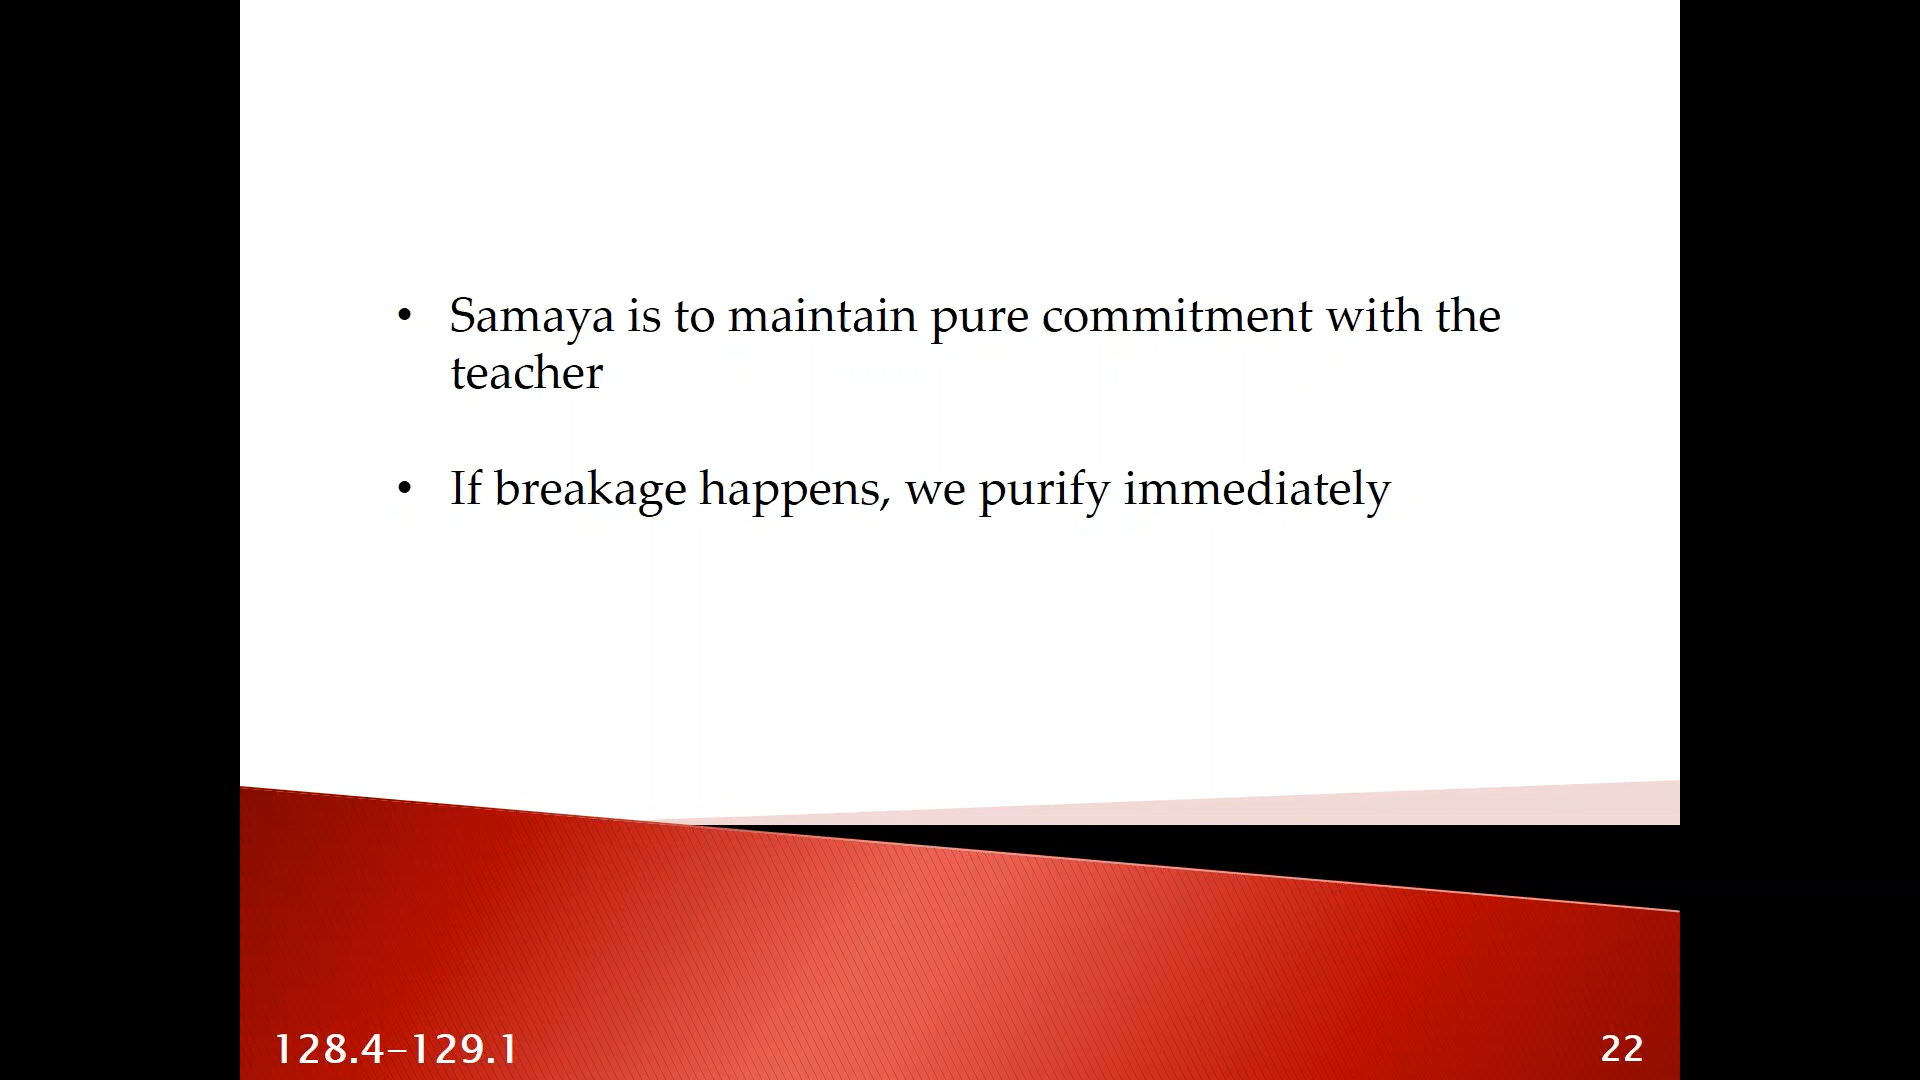 • Samaya is to maintain pure commitment with the
teacher
• If breakage happens, we purify immediately
128.4–129.1
22